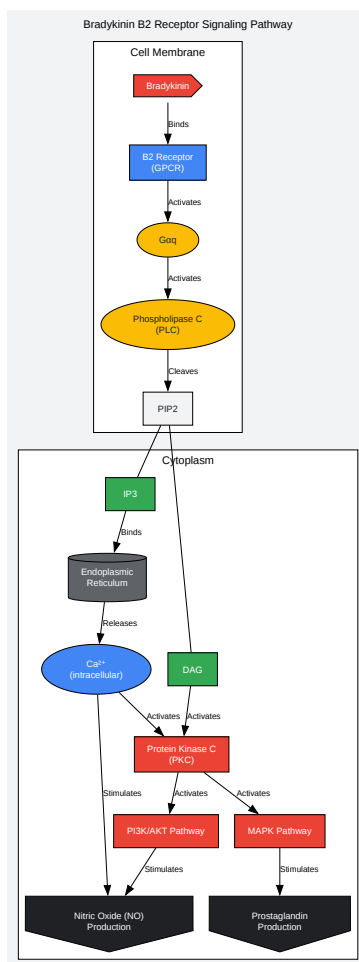 Bradykinin B2 Receptor Signaling Pathway
Cell Membrane
Bradykinin
Binds
B2 Receptor
(GPCR)
Activates
Gαq
Activates
Phospholipase C
(PLC)
Cleaves
PIP2
Cytoplasm
IP3
Binds
Endoplasmic
Reticulum
Releases
Ca²⁺
(intracellular)
DAG
Activates
Activates
Protein Kinase C
(PKC)
Stimulates
Activates
Activates
PI3K/AKT Pathway
MAPK Pathway
Stimulates
Stimulates
Nitric Oxide (NO)
Production
Prostaglandin
Production